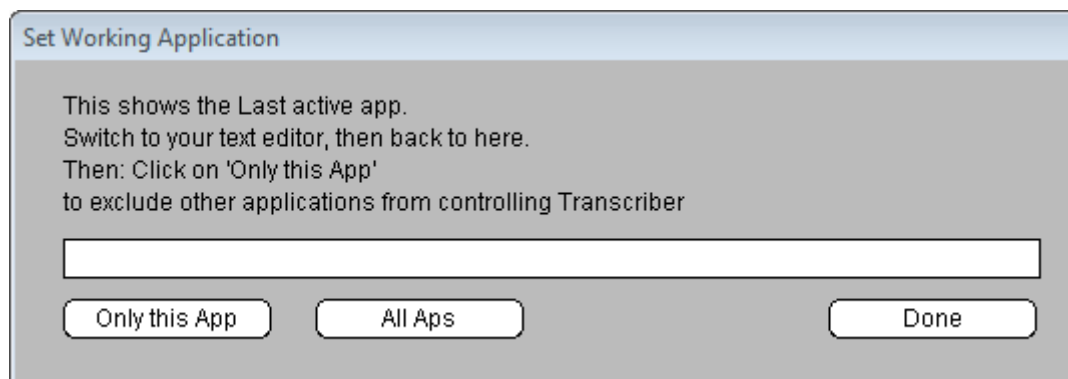 Set Working Application
This shows the Last active app.
Switch to your text editor, then back to here.
Then: Click on 'Only this App'
to exclude other applications from controlling Transcriber
Only this App All Aps Done